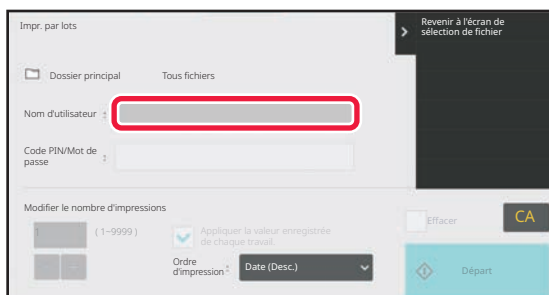 Impr. par lots
Revenir à l'écran de
sélection de fichier
Dossier principal
Tous fichiers
Nom d'utilisateur :
Code PIN/Mot de
passe :
Modifier le nombre d'impressions
1
( 1~9999 )
Appliquer la valeur enregistrée
de chaque travail.
Ordre
d'impression :
Date (Desc.)
Effacer
CA
Départ